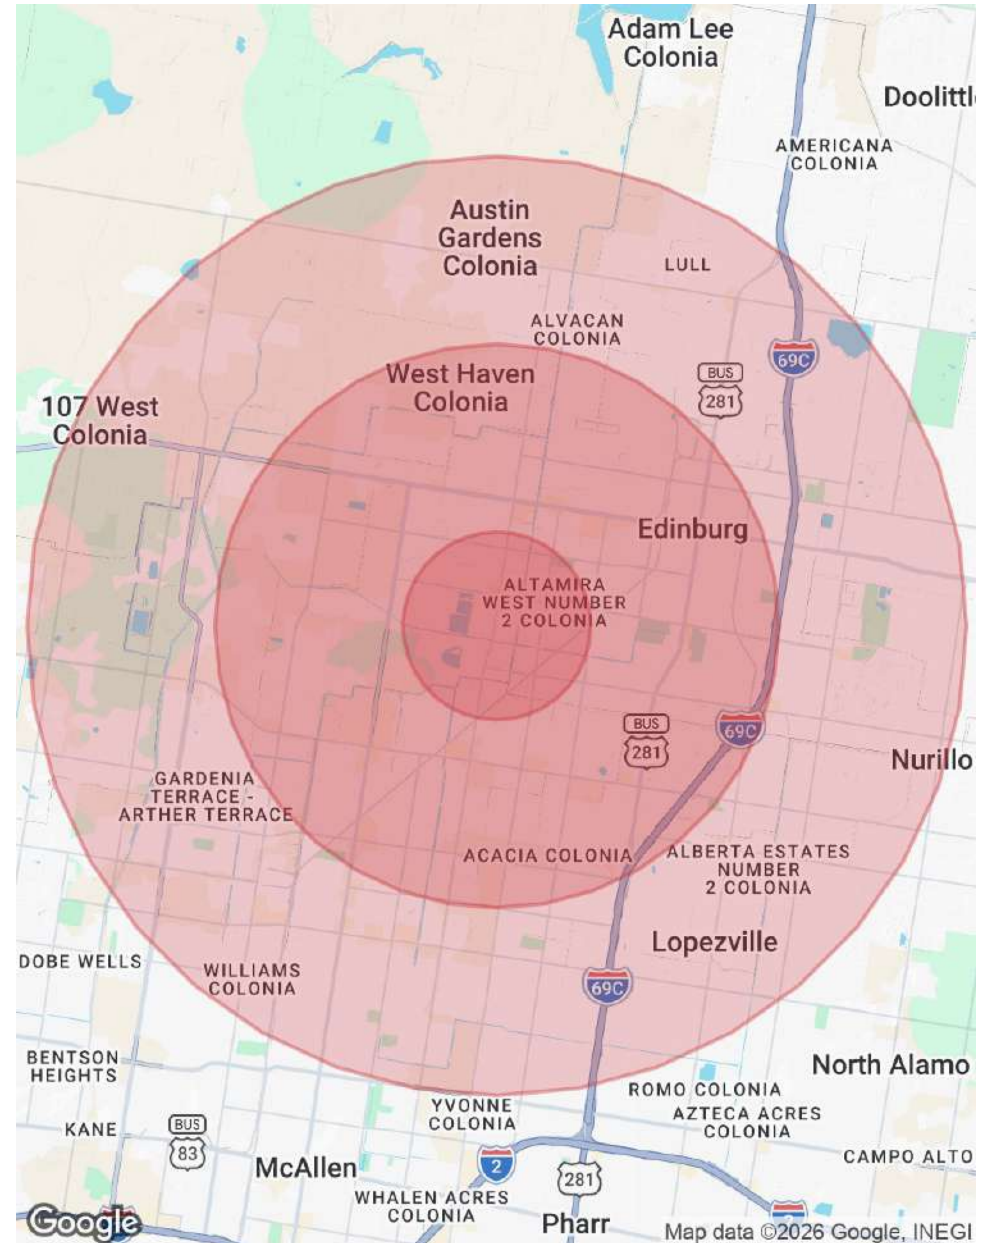 Adam Lee
Colonia
Doolittl
AMERICANA
COLONIA
Austin
Gardens
Colonia
LULL
ALVACAN
COLONIA
69C
West Haven
Colonia
BUS
281
107 West
Colonia
Edinburg
ALTAMIRA
WEST NUMBER
2 COLONIA
BUS
281
69C
Nurillo
GARDENIA
TERRACE -
ARTHER TERRACE
ACACIA COLONIA
ALBERTA ESTATES
NUMBER
2 COLONIA
Lopezville
DOBE WELLS
WILLIAMS
COLONIA
69C
BENTSON
HEIGHTS
North Alamo
ROMO COLONIA
YVONNE
COLONIA
AZTECA ACRES
COLONIA
KANE
BUS
83
McAllen
2
281
CAMPO ALTO
WHALEN ACRES
COLONIA
Pharr
Google
Map data ©2026 Google, INEGI